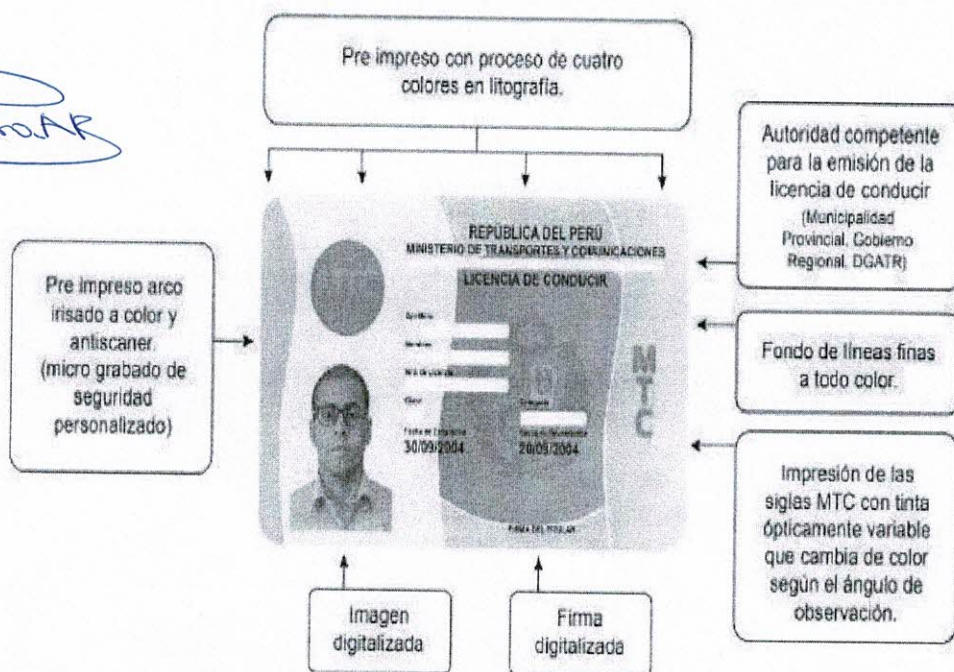 Pre impreso con proceso de cuatro
colores en litografía.
Autoridad competente
para la emisión de la
licencia de conducir
(Municipalidad
Provincial, Gobierno
Regional, DGATR)
Pre impreso arco
irisado a color y
antiscaner.
(micro grabado de
seguridad
personalizado)
REPÚBLICA DEL PERÚ
MINISTERIO DE TRANSPORTES Y COMUNICACIONES
LICENCIA DE CONDUCIR
30/09/2004
20/09/2004
FIRMA DEL TITULAR
MTC
Fondo de líneas finas
a todo color.
Impresión de las
siglas MTC con tinta
ópticamente variable
que cambia de color
según el ángulo de
observación.
Imagen
digitalizada
Firma
digitalizada